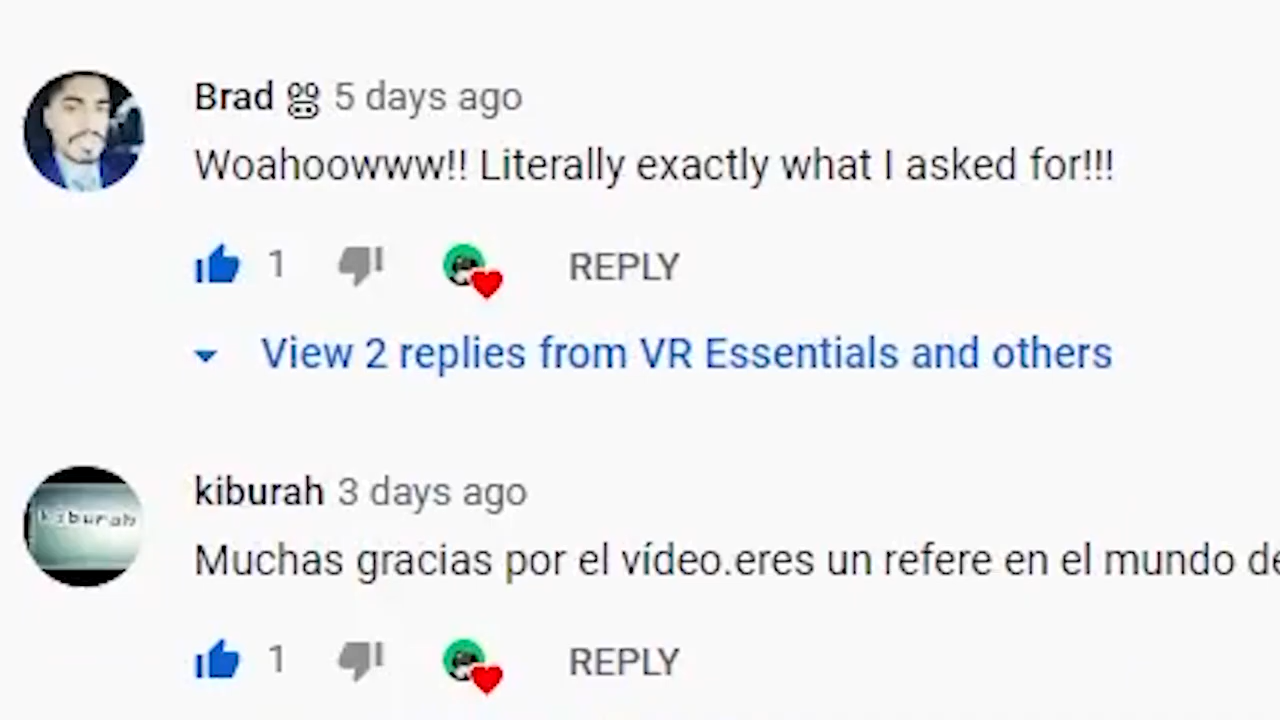 Brad 5 days ago
Woahoowww!! Literally exactly what I asked for!!!
1 REPLY
View 2 replies from VR Essentials and others
kiburah
kiburah 3 days ago
Muchas gracias por el vídeo.eres un refere en el mundo de
1 REPLY